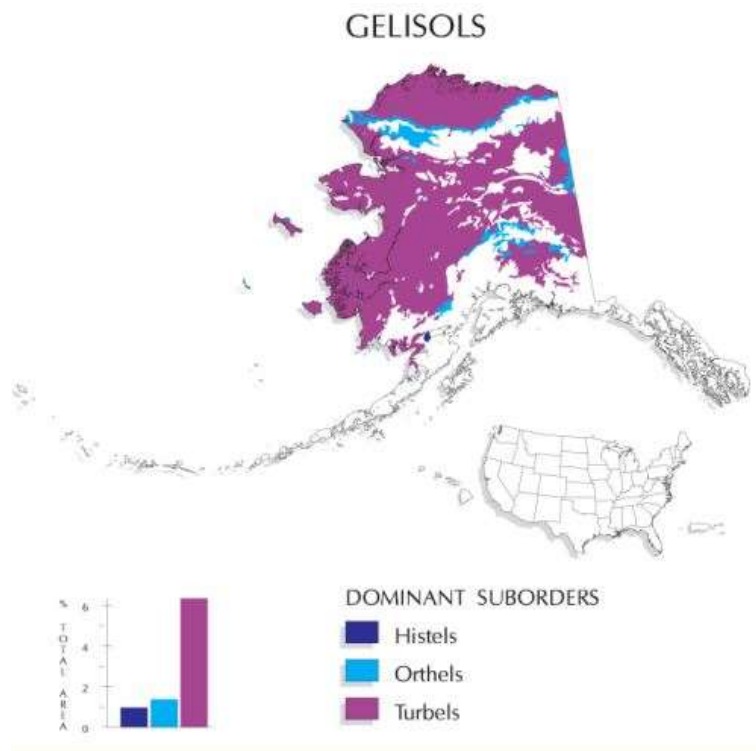 GELISOLS
% TOTAL AREA
6
4
2
0
DOMINANT SUBORDERS
Histels
Orthels
Turbels